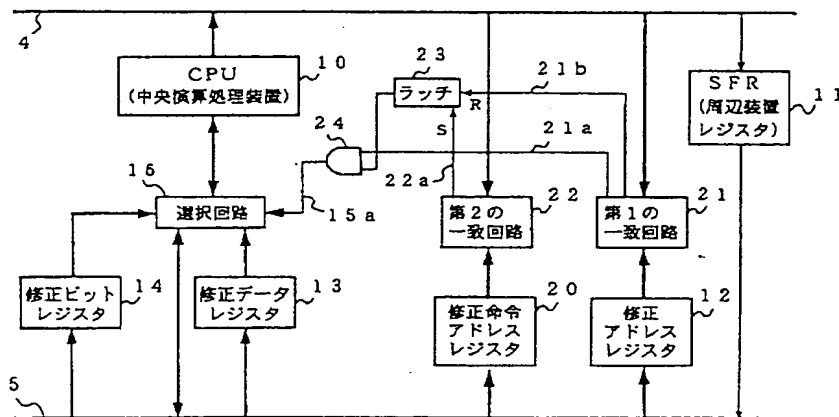 4
CPU
(中央演算処理装置)
10
23
ラッチ
R
S
21b
21a
SFR
(周辺装置
レジスタ)
11
24
22a
16
選択回路
15a
第2の
一致回路
22
第1の
一致回路
21
修正ビット
レジスタ
14
修正データ
レジスタ
13
修正命令
アドレス
レジスタ
20
修正
アドレス
レジスタ
12
5